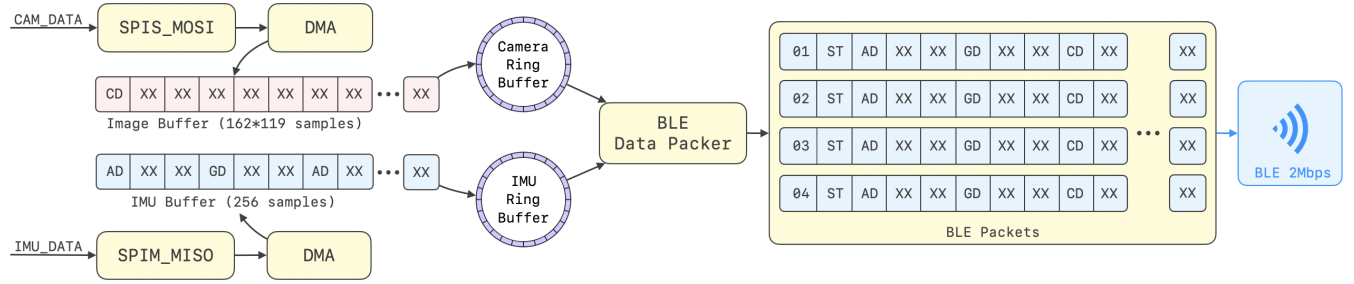 CAM_DATA
SPIS_MOSI
DMA
CD XX XX XX XX XX XX XX ••• XX
Image Buffer (162*119 samples)
Camera
Ring
Buffer
AD XX XX GD XX XX AD XX ••• XX
IMU Buffer (256 samples)
IMU
Ring
Buffer
IMU_DATA
SPIM_MISO
DMA
BLE
Data Packer
01 ST AD XX XX GD XX XX CD XX XX
02 ST AD XX XX GD XX XX CD XX XX
•••
03 ST AD XX XX GD XX XX CD XX XX
04 ST AD XX XX GD XX XX CD XX XX
BLE Packets
BLE 2Mbps